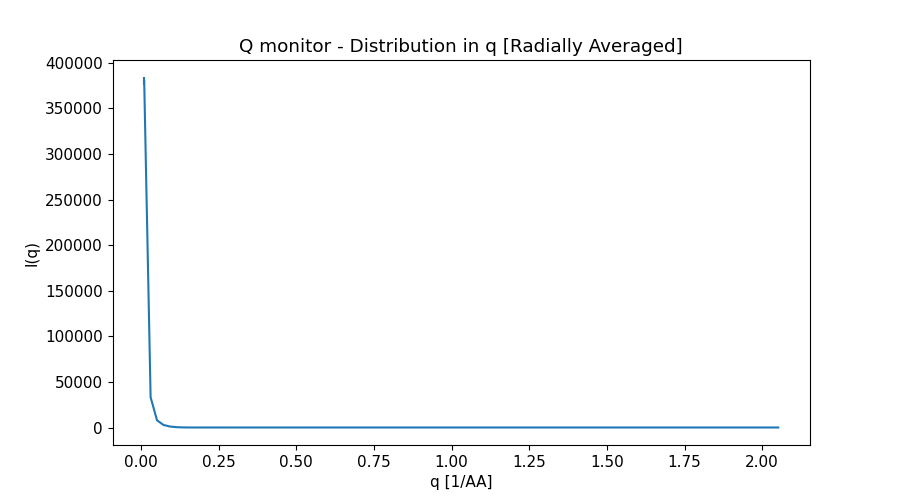 Q monitor - Distribution in q [Radially Averaged]
400000
350000
300000
250000
200000
150000
100000
50000
0
I(q)
0.00 0.25 0.50 0.75 1.00 1.25 1.50 1.75 2.00
q [1/AA]